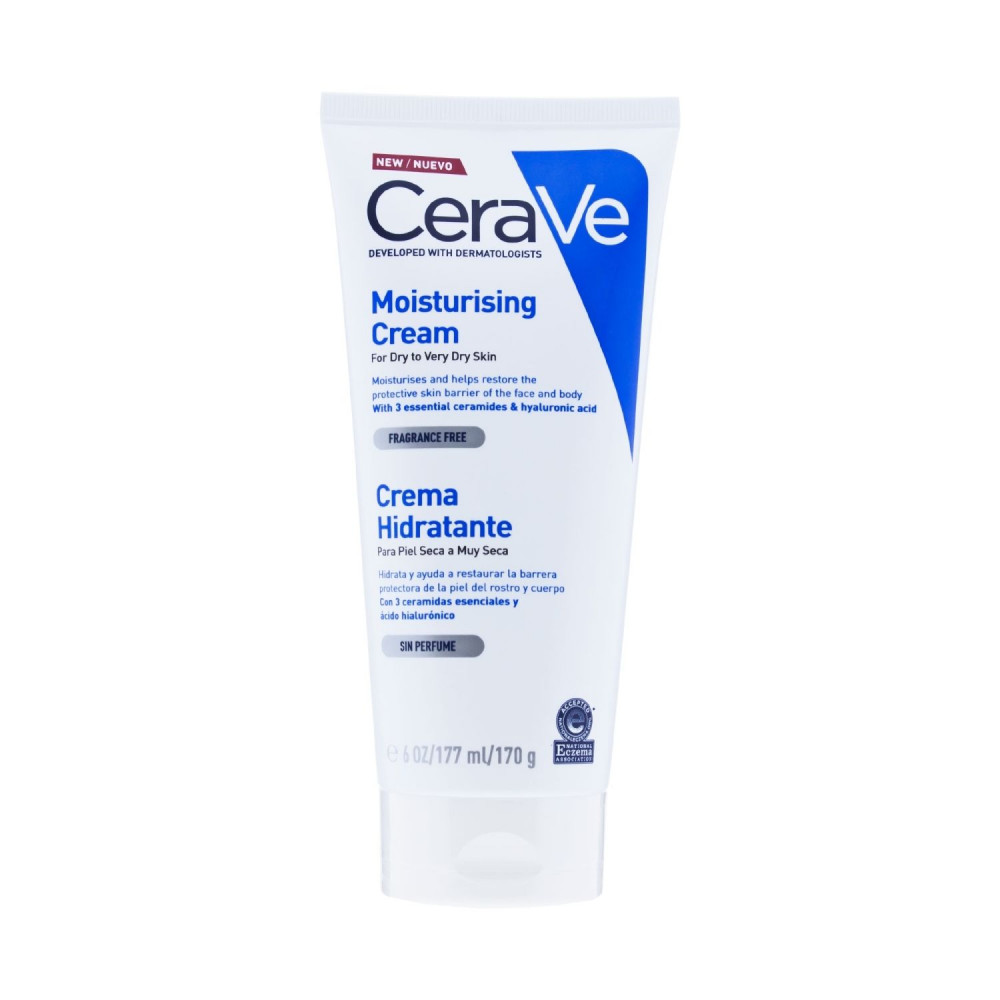 NEW / NUEVO
CeraVe
DEVELOPED WITH DERMATOLOGISTS
Moisturising
Cream
For Dry to Very Dry Skin
Moisturises and helps restore the
protective skin barrier of the face and body
With 3 essential ceramides & hyaluronic acid
FRAGRANCE FREE
Crema
Hidratante
Para Piel Seca a Muy Seca
Hidrata y ayuda a restaurar la barrera
protectora de la piel del rostro y cuerpo
Con 3 ceramidas esenciales y
ácido hialurónico
SIN PERFUME
ACCEPTED
e
NATIONAL
Eczema
ASSOCIATION
e 6 OZ/177 ml/170 g